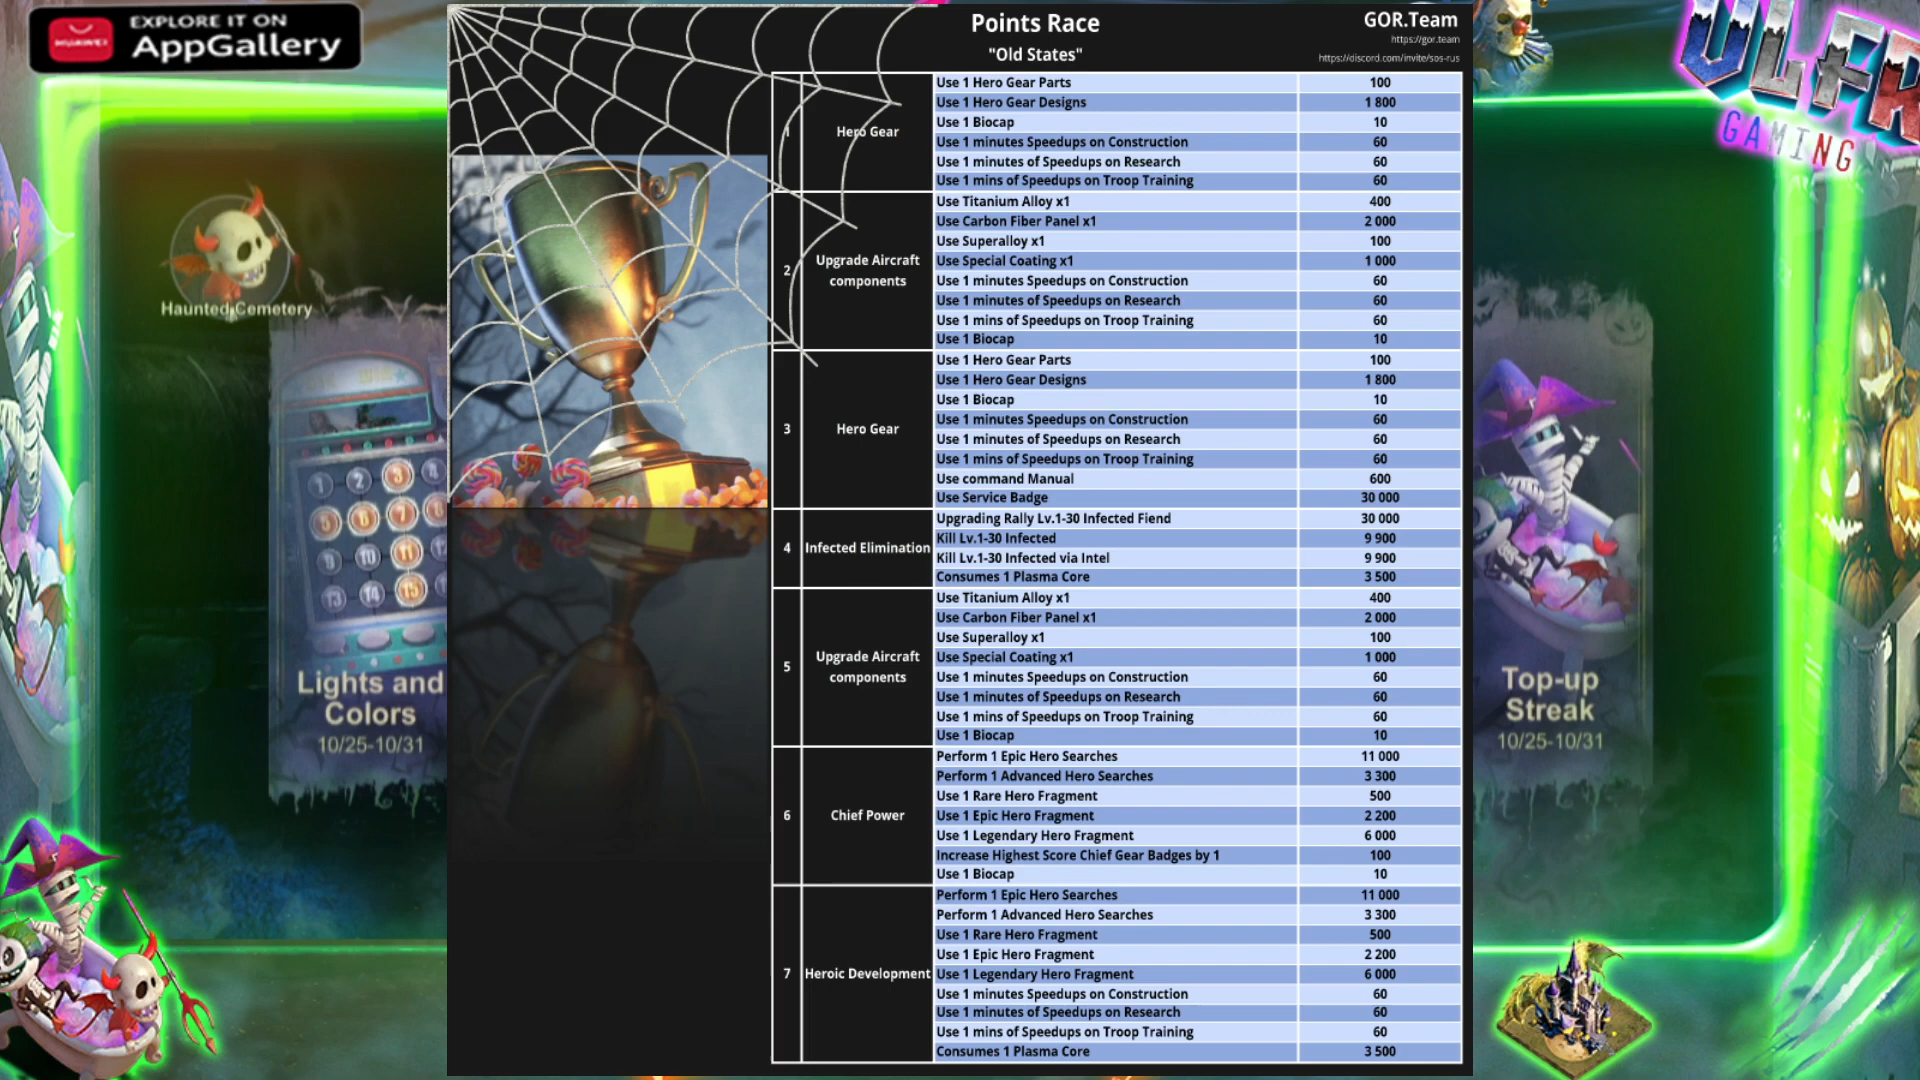 EXPLORE IT ON
HUAWEI
AppGallery
Points Race
"Old States"
GOR.Team
https://gor.team
https://discord.com/invite/sos-rus
ULFR
GAMING
Haunted Cemetery
Lights and
Colors
10/25-10/31
Top-up
Streak
10/25-10/31
1 Hero Gear
Use 1 Hero Gear Parts 100
Use 1 Hero Gear Designs 1 800
Use 1 Biocap 10
Use 1 minutes Speedups on Construction 60
Use 1 minutes of Speedups on Research 60
Use 1 mins of Speedups on Troop Training 60
2 Upgrade Aircraft
components
Use Titanium Alloy x1 400
Use Carbon Fiber Panel x1 2 000
Use Superalloy x1 100
Use Special Coating x1 1 000
Use 1 minutes Speedups on Construction 60
Use 1 minutes of Speedups on Research 60
Use 1 mins of Speedups on Troop Training 60
Use 1 Biocap 10
3 Hero Gear
Use 1 Hero Gear Parts 100
Use 1 Hero Gear Designs 1 800
Use 1 Biocap 10
Use 1 minutes Speedups on Construction 60
Use 1 minutes of Speedups on Research 60
Use 1 mins of Speedups on Troop Training 60
Use command Manual 600
Use Service Badge 30 000
4 Infected Elimination
Upgrading Rally Lv.1-30 Infected Fiend 30 000
Kill Lv.1-30 Infected 9 900
Kill Lv.1-30 Infected via Intel 9 900
Consumes 1 Plasma Core 3 500
5 Upgrade Aircraft
components
Use Titanium Alloy x1 400
Use Carbon Fiber Panel x1 2 000
Use Superalloy x1 100
Use Special Coating x1 1 000
Use 1 minutes Speedups on Construction 60
Use 1 minutes of Speedups on Research 60
Use 1 mins of Speedups on Troop Training 60
Use 1 Biocap 10
6 Chief Power
Perform 1 Epic Hero Searches 11 000
Perform 1 Advanced Hero Searches 3 300
Use 1 Rare Hero Fragment 500
Use 1 Epic Hero Fragment 2 200
Use 1 Legendary Hero Fragment 6 000
Increase Highest Score Chief Gear Badges by 1 100
Use 1 Biocap 10
7 Heroic Development
Perform 1 Epic Hero Searches 11 000
Perform 1 Advanced Hero Searches 3 300
Use 1 Rare Hero Fragment 500
Use 1 Epic Hero Fragment 2 200
Use 1 Legendary Hero Fragment 6 000
Use 1 minutes Speedups on Construction 60
Use 1 minutes of Speedups on Research 60
Use 1 mins of Speedups on Troop Training 60
Consumes 1 Plasma Core 3 500
1 2 3 4
5 6 7 8
9 10 11
13 14 15